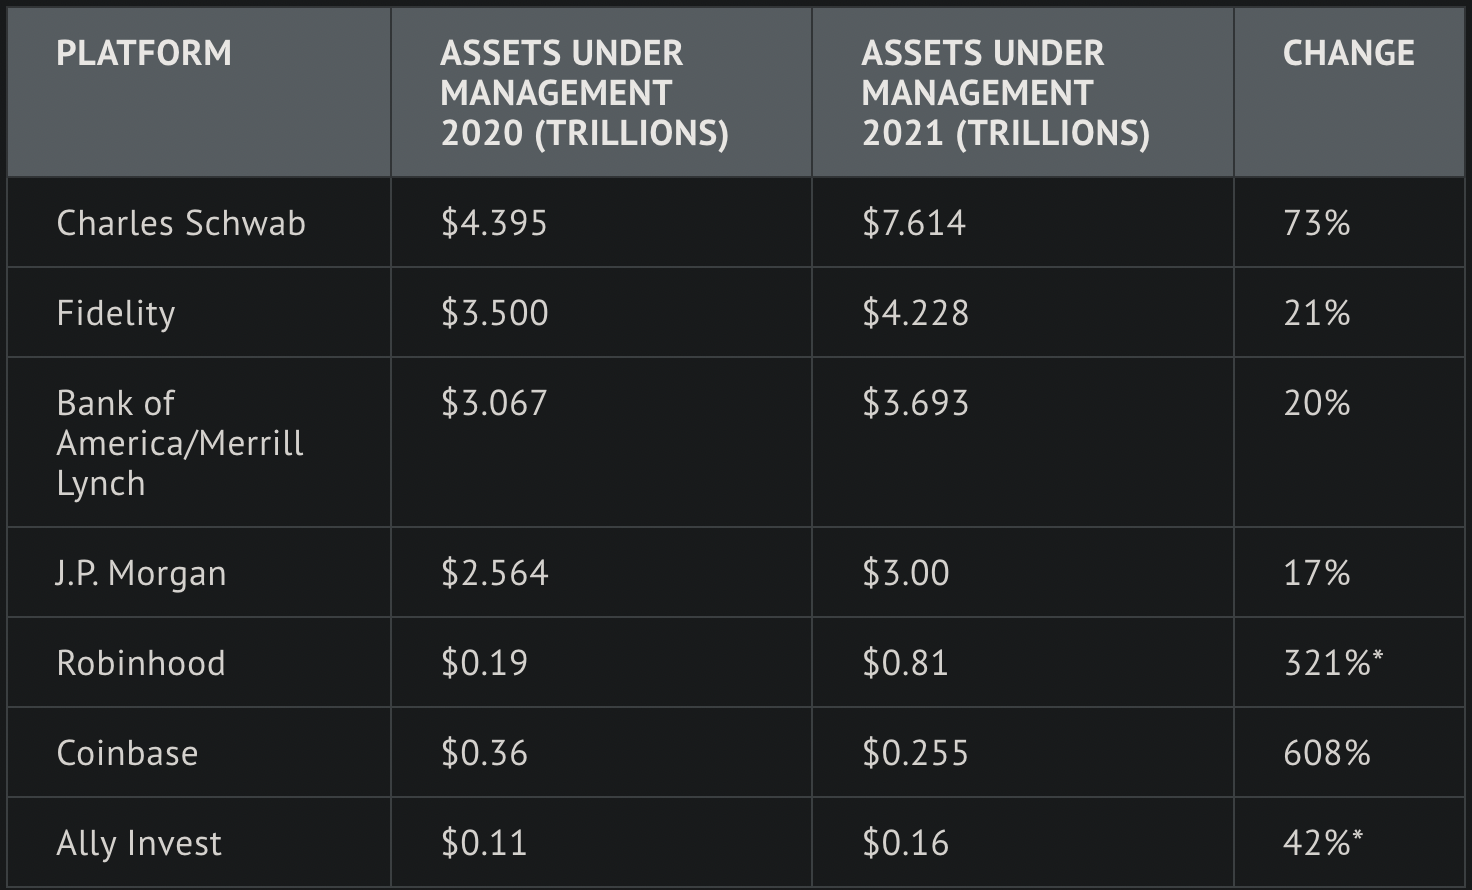 PLATFORM
ASSETS UNDER
MANAGEMENT
2020 (TRILLIONS)
ASSETS UNDER
MANAGEMENT
2021 (TRILLIONS)
CHANGE
Charles Schwab
$4.395
$7.614
73%
Fidelity
$3.500
$4.228
21%
Bank of
America/Merrill
Lynch
$3.067
$3.693
20%
J.P. Morgan
$2.564
$3.00
17%
Robinhood
$0.19
$0.81
321%*
Coinbase
$0.36
$0.255
608%
Ally Invest
$0.11
$0.16
42%*